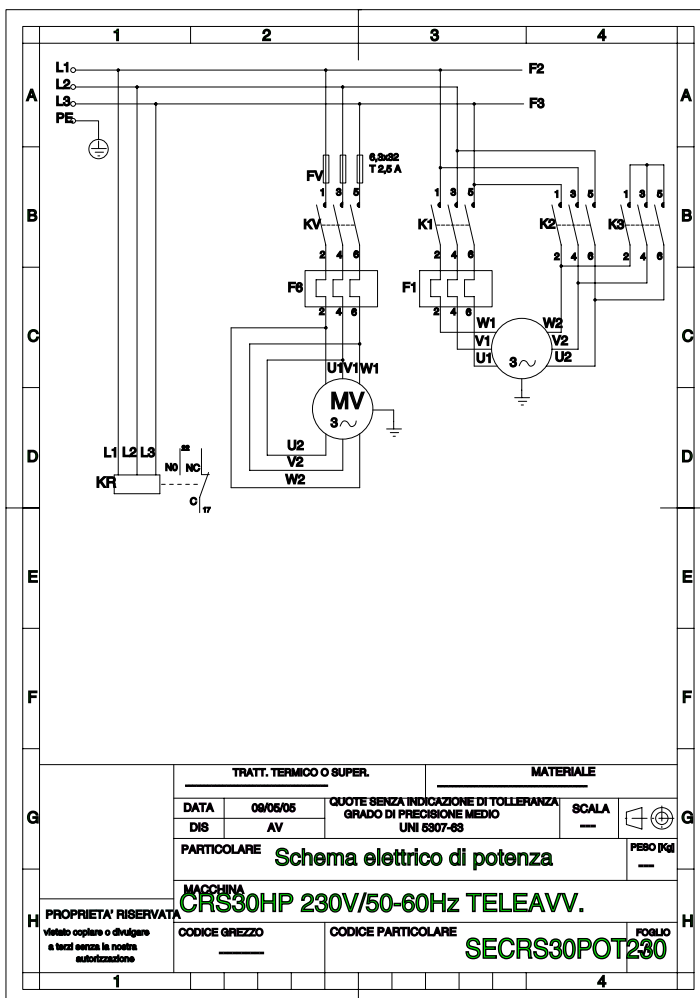 1 2 3 4
A A
L1 F2
L2
L3 F3
PE
6,3x32
T 2,5 A
FV
B B
1 3 5 1 3 5 1 3 5 1 3 5
KV K1 K2 K3
2 4 6 2 4 6 2 4 6 2 4 6
F6 F1
2 4 6 2 4 6
C C
W1 W2
V1 V2
U1 U2
3
U1 V1 W1
MV
3
D D
U2
V2
W2
L1 L2 L3
22
N0 NC
KR
C
17
E E
F F
TRATT. TERMICO O SUPER. MATERIALE
G G
DATA 09/05/05 QUOTE SENZA INDICAZIONE DI TOLLERANZA SCALA
GRADO DI PRECISIONE MEDIO
DIS AV UNI 5307-63 ---
PARTICOLARE Schema elettrico di potenza PESO [Kg]
---
MACCHINA
CRS30HP 230V/50-60Hz TELEAVV.
H H
PROPRIETA' RISERVATA
vietato copiare o divulgare
a terzi senza la nostra
autorizzazione
CODICE GREZZO CODICE PARTICOLARE FOGLIO
SECRS30POT230
1 4